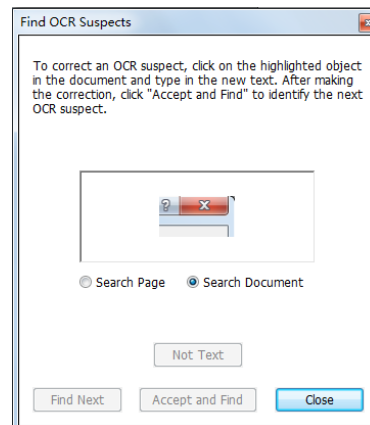 Find OCR Suspects
x
To correct an OCR suspect, click on the highlighted object
in the document and type in the new text. After making
the correction, click "Accept and Find" to identify the next
OCR suspect.
? x
Search Page Search Document
Not Text
Find Next Accept and Find Close